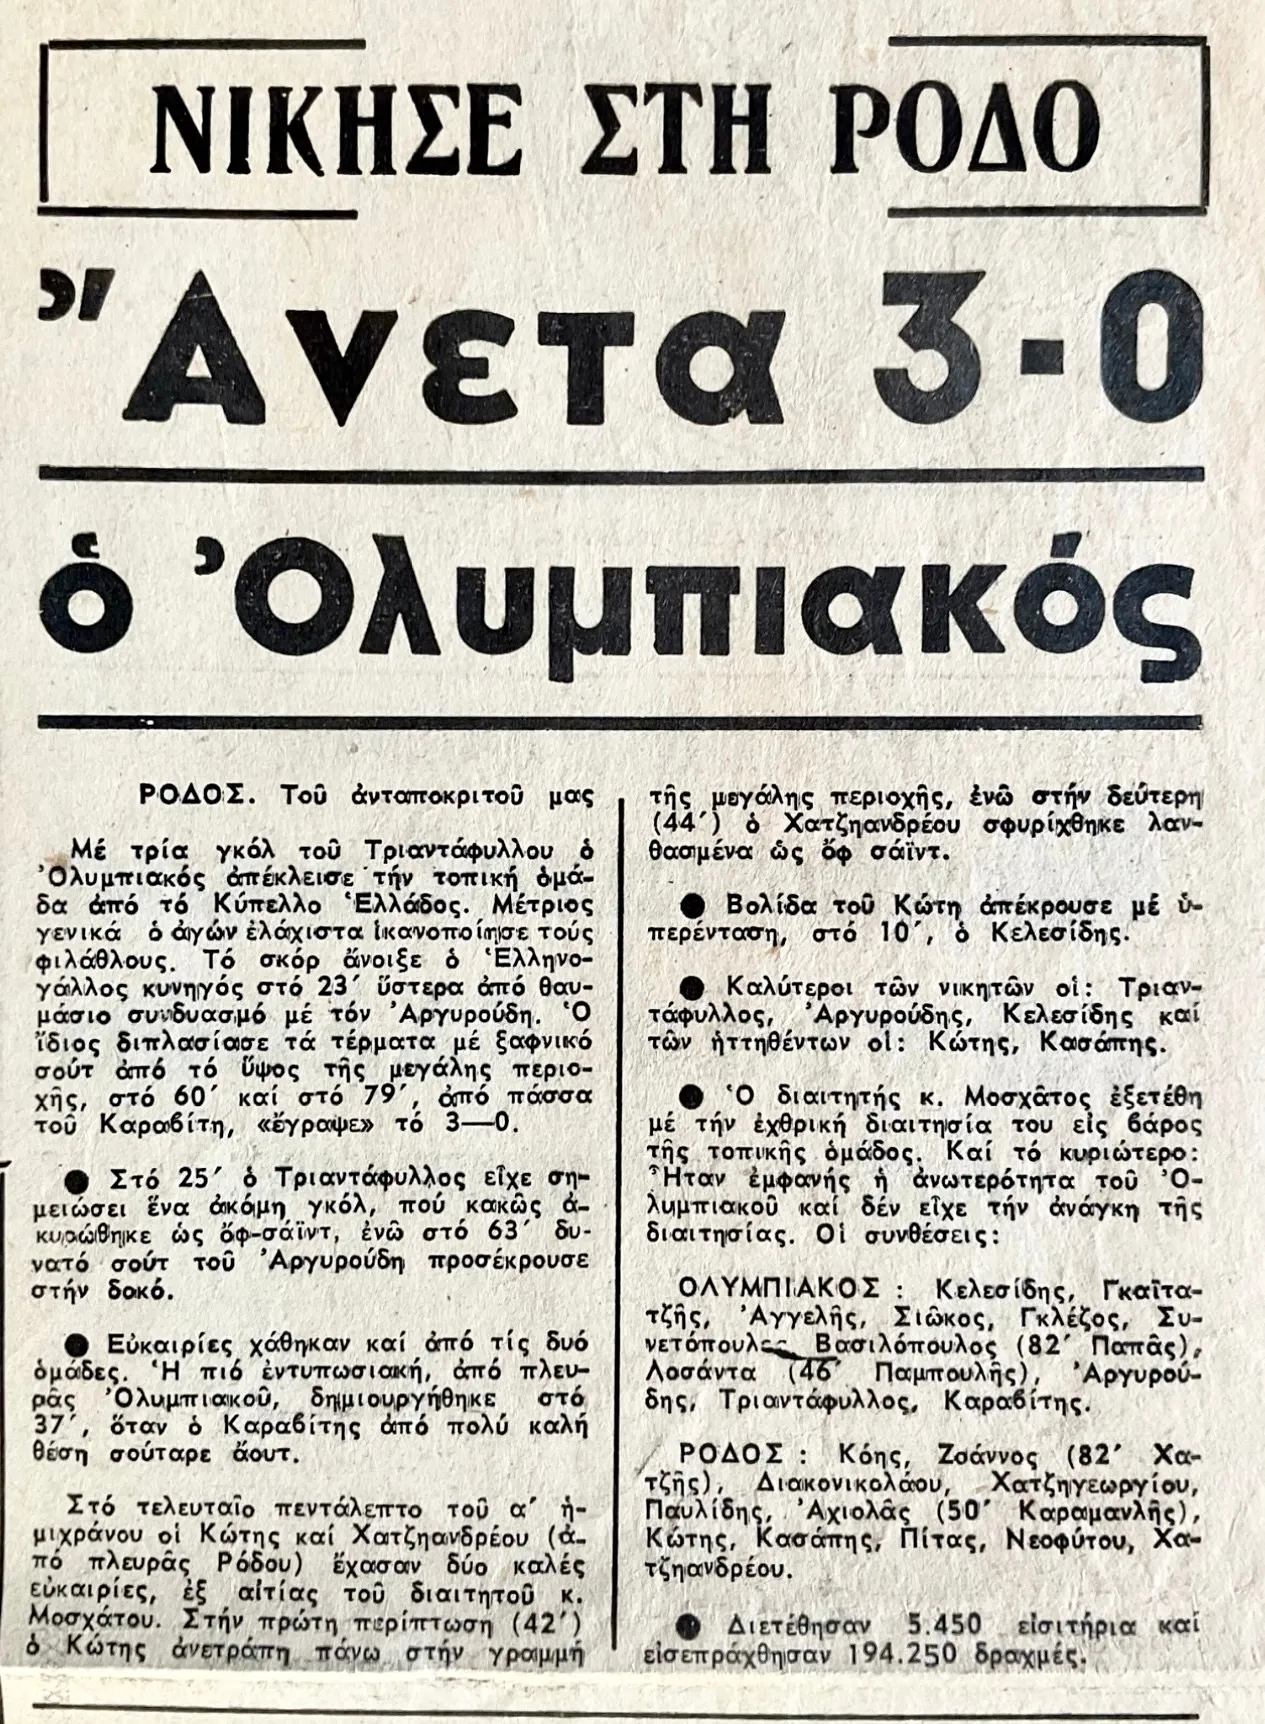 ΝΙΚΗΣΕ ΣΤΗ ΡΟΔΟ
Ἄνετα 3-0
ὁ Ὀλυμπιακός
ΡΟΔΟΣ. Τοῦ ἀνταποκριτοῦ μας
Μέ τρία γκόλ τοῦ Τριαντάφυλλου ὁ
Ὀλυμπιακός ἀπέκλεισε τήν τοπική ὁμά-
δα ἀπό τό Κύπελλο Ἑλλάδος. Μέτριος
γενικά ὁ ἀγών ἐλάχιστα ἱκανοποίησε τούς
φιλάθλους. Τό σκόρ ἄνοιξε ὁ Ἑλληνο-
γάλλος κυνηγός στό 23′ ὕστερα ἀπό θαυ-
μάσιο συνδυασμό μέ τόν Ἀργυρούδη. Ὁ
ἴδιος διπλασίασε τά τέρματα μέ ξαφνικό
σούτ ἀπό τό ὕψος τῆς μεγάλης περιο-
χῆς, στό 60′ καί στό 79′, ἀπό πάσσα
τοῦ Καραβίτη, «ἔγραψε» τό 3—0.
● Στό 25′ ὁ Τριαντάφυλλος εἶχε ση-
μειώσει ἕνα ἀκόμη γκόλ, πού κακῶς ἀ-
κυρώθηκε ὡς ὄφ-σάϊντ, ἐνῶ στό 63′ δυ-
νατό σούτ τοῦ Ἀργυρούδη προσέκρουσε
στήν δοκό.
● Εὐκαιρίες χάθηκαν καί ἀπό τίς δυό
ὁμάδες. Ἡ πιό ἐντυπωσιακή, ἀπό πλευ-
ρᾶς Ὀλυμπιακοῦ, δημιουργήθηκε στό
37′, ὅταν ὁ Καραβίτης ἀπό πολύ καλή
θέση σούταρε ἄουτ.
Στό τελευταῖο πεντάλεπτο τοῦ α′ ἡ-
μιχράνου οἱ Κώτης καί Χατζηανδρέου (ἀ-
πό πλευρᾶς Ρόδου) ἔχασαν δύο καλές
εὐκαιρίες, ἐξ αἰτίας τοῦ διαιτητοῦ κ.
Μοσχάτου. Στήν πρώτη περίπτωση (42′)
ὁ Κώτης ἀνετράπη πάνω στήν γραμμή
τῆς μεγάλης περιοχῆς, ἐνῶ στήν δεύτερη
(44′) ὁ Χατζηανδρέου σφυρίχθηκε λαν-
θασμένα ὡς ὄφ σάϊντ.
● Βολίδα τοῦ Κώτη ἀπέκρουσε μέ ὑ-
περένταση, στό 10′, ὁ Κελεσίδης.
● Καλύτεροι τῶν νικητῶν οἱ: Τριαν-
τάφυλλος, Ἀργυρούδης, Κελεσίδης καί
τῶν ἡττηθέντων οἱ: Κώτης, Κασάπης.
● Ὁ διαιτητής κ. Μοσχᾶτος ἐξετέθη
μέ τήν ἐχθρική διαιτησία του εἰς βάρος
τῆς τοπικῆς ὁμάδος. Καί τό κυριώτερο:
Ἦταν ἐμφανής ἡ ἀνωτερότητα τοῦ Ὀ-
λυμπιακοῦ καί δέν εἶχε τήν ἀνάγκη τῆς
διαιτησίας. Οἱ συνθέσεις:
ΟΛΥΜΠΙΑΚΟΣ : Κελεσίδης, Γκαϊτα-
τζῆς, Ἀγγελῆς, Σιῶκος, Γκλέζος, Συ-
νετόπουλος, Βασιλόπουλος (82′ Παπᾶς),
Λοσάντα (46′ Παμπουλῆς), Ἀργυρού-
δης, Τριαντάφυλλος, Καραβίτης.
ΡΟΔΟΣ : Κόης, Ζσάννος (82′ Χα-
τζῆς), Διακονικολάου, Χατζηγεωργίου,
Παυλίδης, Ἀχιολᾶς (50′ Καραμανλῆς),
Κώτης, Κασάπης, Πίτας, Νεοφύτου, Χα-
τζηανδρέου.
● Διετέθησαν 5.450 εἰσιτήρια καί
εἰσεπράχθησαν 194.250 δραχμές.